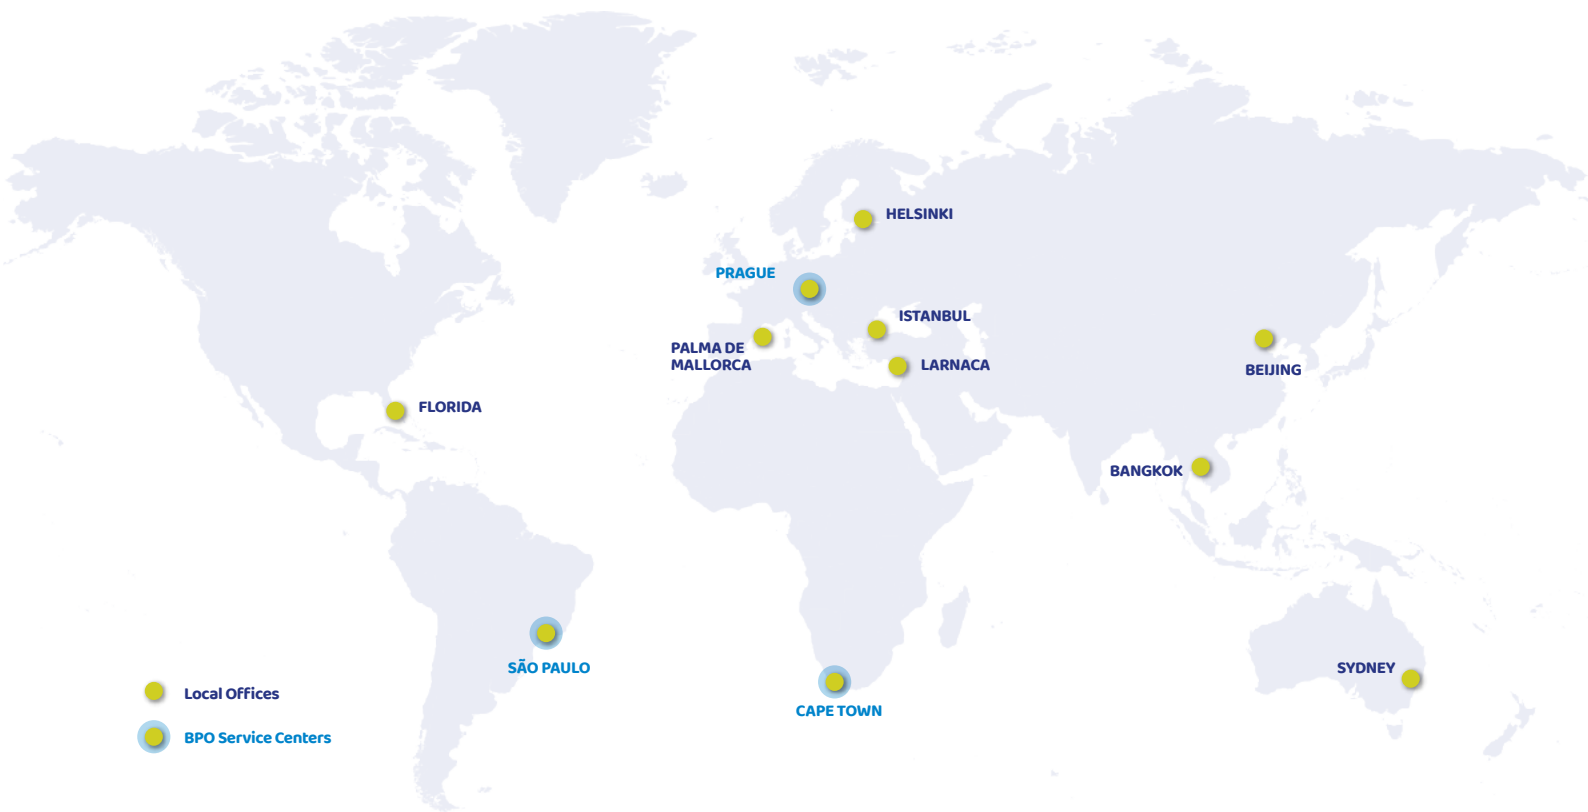 HELSINKI
PRAGUE
ISTANBUL
PALMA DE
MALLORCA
LARNACA
BEIJING
FLORIDA
BANGKOK
SÃO PAULO
SYDNEY
CAPE TOWN
Local Offices
BPO Service Centers